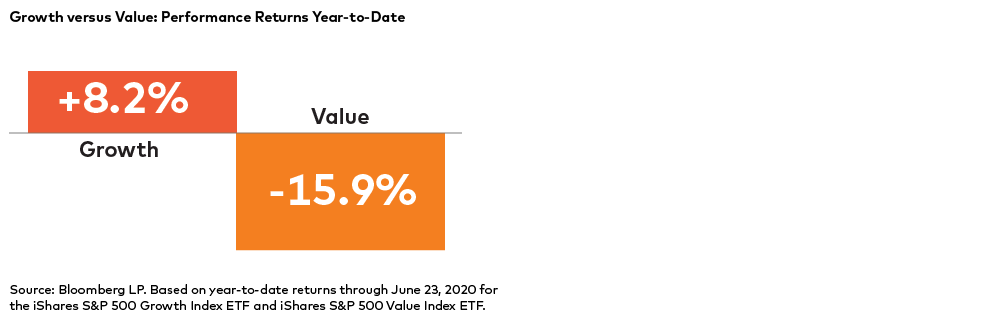 Growth versus Value: Performance Returns Year-to-Date
+8.2%
Value
Growth
-15.9%
Source: Bloomberg LP. Based on year-to-date returns through June 23, 2020 for
the iShares S&P 500 Growth Index ETF and iShares S&P 500 Value Index ETF.